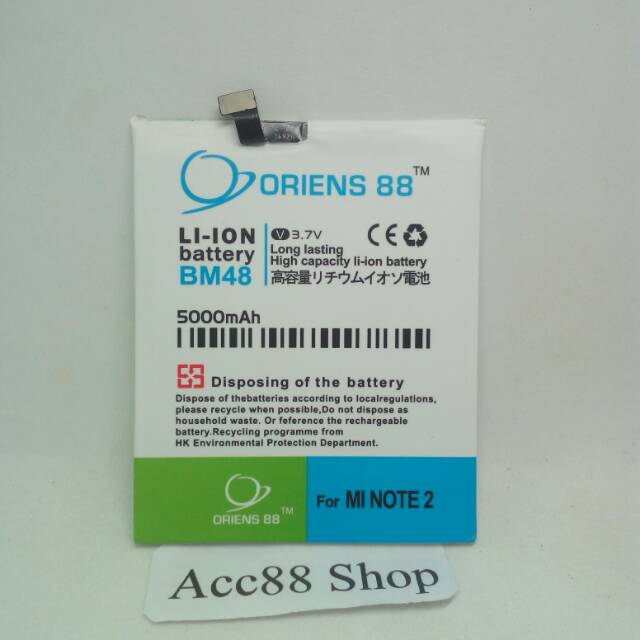 ORIENS 88™
LI-ION
battery
BM48
V 3.7V
Long lasting
High capacity li-ion battery
高容量リチウムイオソ電池
5000mAh
Disposing of the battery
Dispose of thebatteries according to localregulations,
please recycle when possible,Do not dispose as
household waste. Or reference the rechargeable
battery.Recycling programme from
HK Environmental Protection Department.
ORIENS 88™
For MI NOTE 2
Acc88 Shop